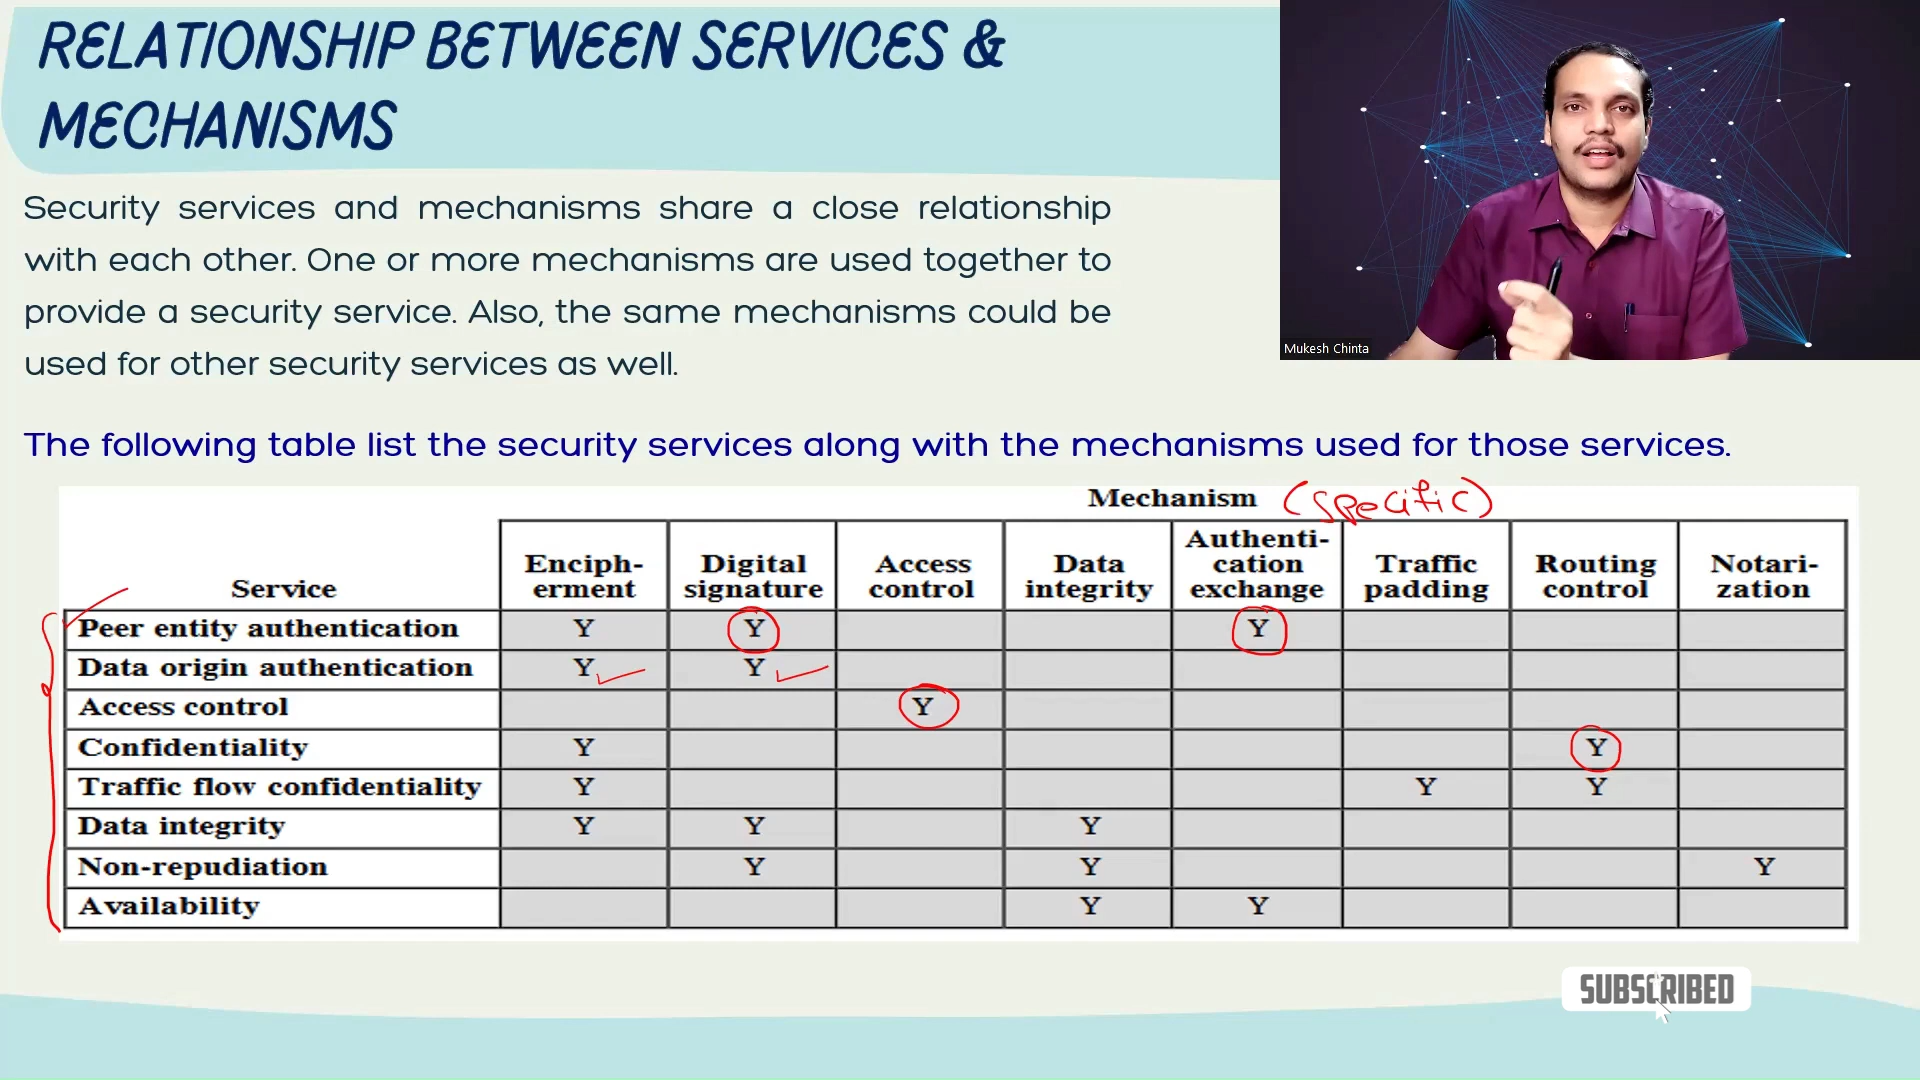 RELATIONSHIP BETWEEN SERVICES &
MECHANISMS
Security services and mechanisms share a close relationship
with each other. One or more mechanisms are used together to
provide a security service. Also, the same mechanisms could be
used for other security services as well.
Mukesh Chinta
The following table list the security services along with the mechanisms used for those services.
Mechanism (specific)
Service Enciph-erment Digital signature Access control Data integrity Authenti-cation exchange Traffic padding Routing control Notari-zation
Peer entity authentication Y Y Y
Data origin authentication Y Y
Access control Y
Confidentiality Y Y
Traffic flow confidentiality Y Y Y
Data integrity Y Y Y
Non-repudiation Y Y Y
Availability Y Y
SUBSCRIBED